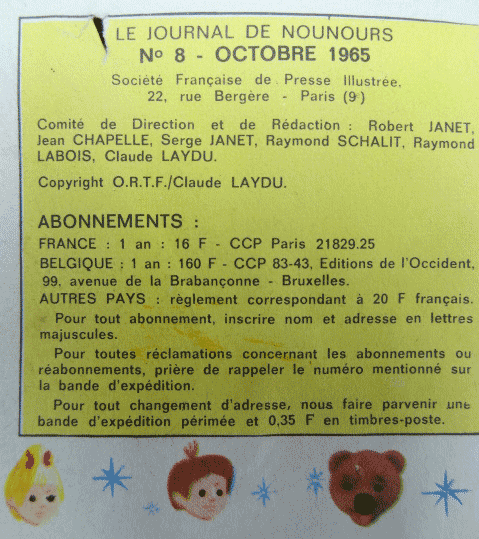 LE JOURNAL DE NOUNOURS
No 8 - OCTOBRE 1965
Société Française de Presse Illustrée,
22, rue Bergère - Paris (9)
Comité de Direction et de Rédaction : Robert JANET,
Jean CHAPELLE, Serge JANET, Raymond SCHALIT, Raymond
LABOIS, Claude LAYDU.
Copyright O.R.T.F./Claude LAYDU.
ABONNEMENTS :
FRANCE : 1 an : 16 F - CCP Paris 21829.25
BELGIQUE : 1 an : 160 F - CCP 83-43, Editions de l'Occident,
99, avenue de la Brabançonne - Bruxelles.
AUTRES PAYS : règlement correspondant à 20 F français.
Pour tout abonnement, inscrire nom et adresse en lettres
majuscules.
Pour toutes réclamations concernant les abonnements ou
réabonnements, prière de rappeler le numéro mentionné sur
la bande d'expédition.
Pour tout changement d'adresse, nous faire parvenir une
bande d'expédition périmée et 0,35 F en timbres-poste.